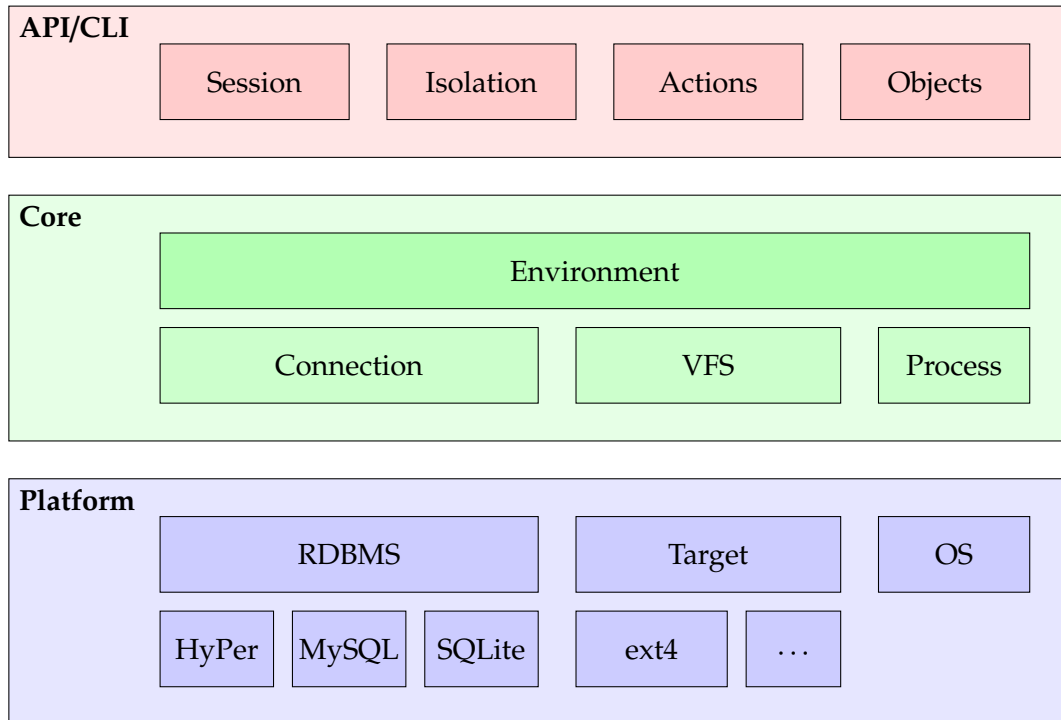 API/CLI
Session Isolation Actions Objects
Core
Environment
Connection VFS Process
Platform
RDBMS Target OS
HyPer MySQL SQLite ext4 ...